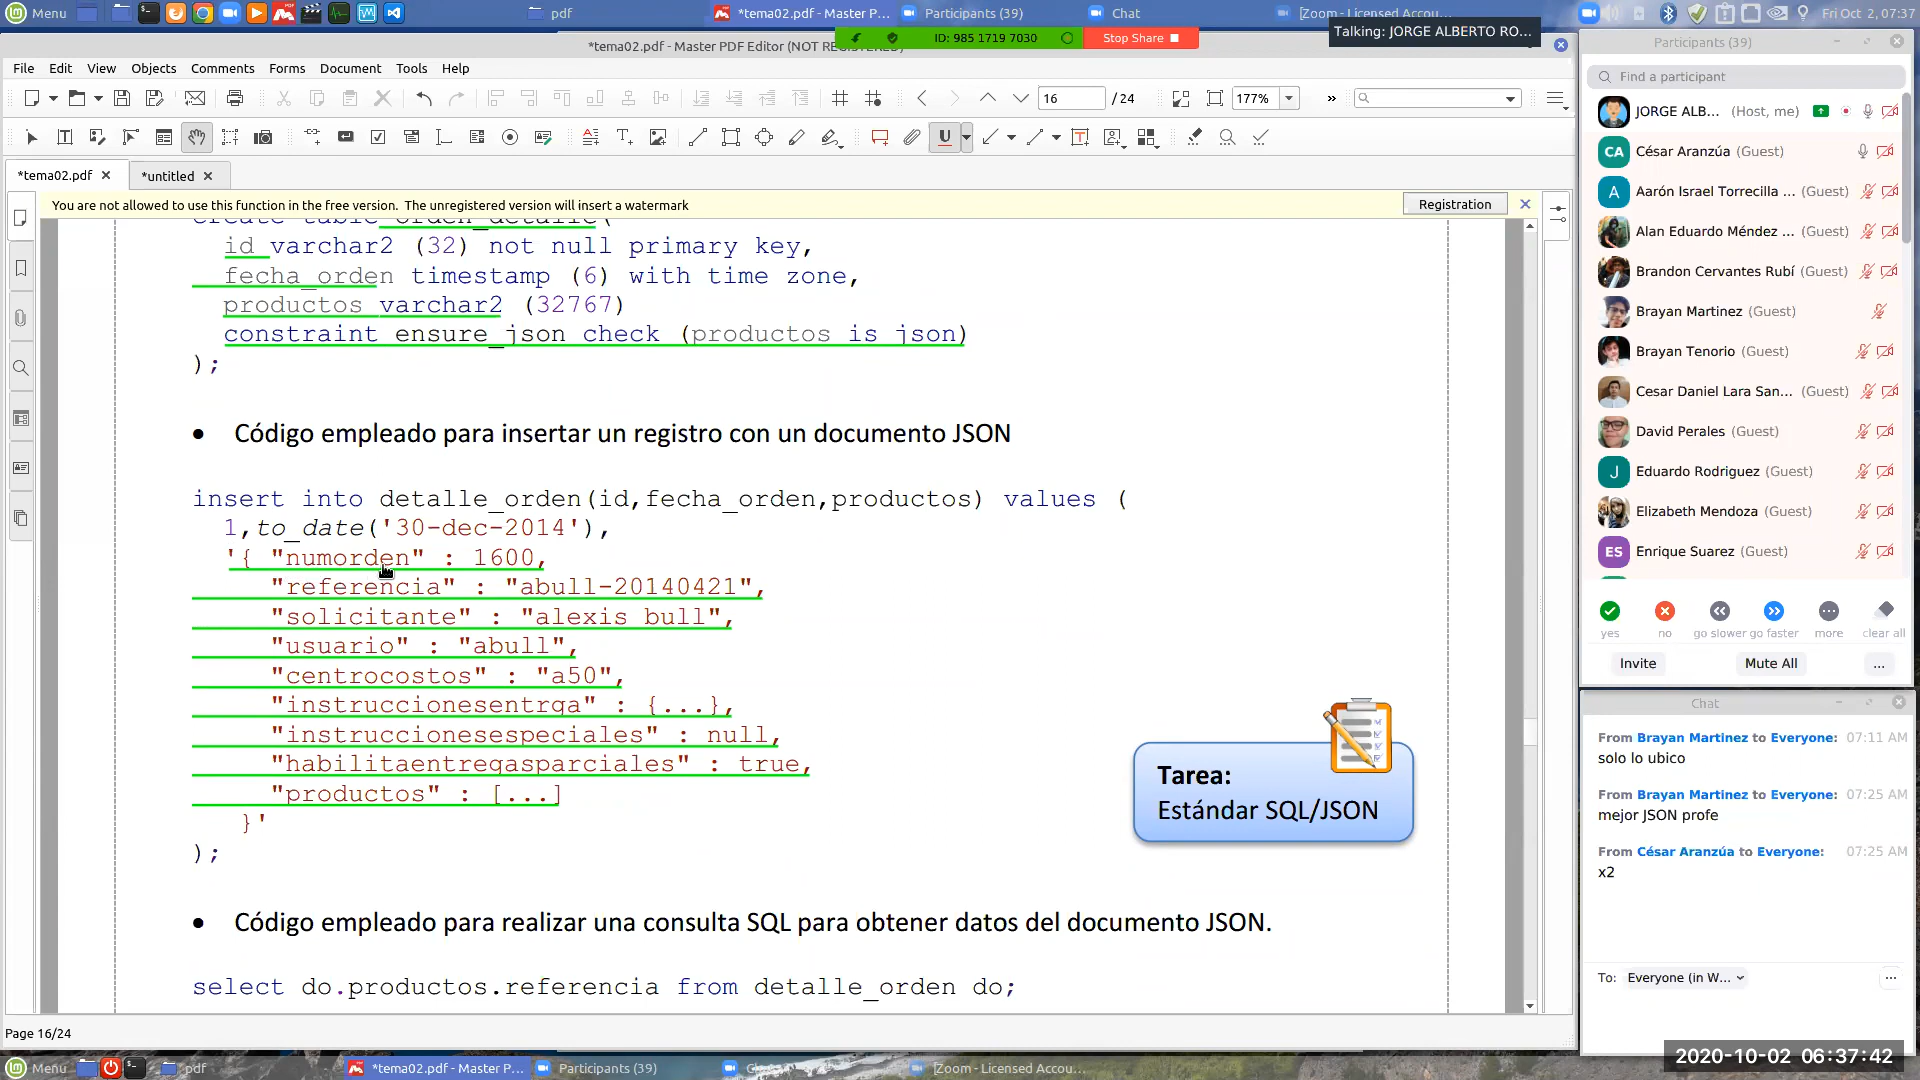 Menu
pdf
*tema02.pdf - Master P...
Participants (39)
Chat
[Zoom - Licensed Accou...
Fri Oct 2, 07:37
*tema02.pdf - Master PDF Editor (NOT REGISTERED)
ID: 985 1719 7030
Stop Share
Talking: JORGE ALBERTO RO...
File Edit View Objects Comments Forms Document Tools Help
16 / 24
177%
*tema02.pdf
*untitled
You are not allowed to use this function in the free version. The unregistered version will insert a watermark
Registration
create table orden_detalle(
id varchar2 (32) not null primary key,
fecha_orden timestamp (6) with time zone,
productos varchar2 (32767)
constraint ensure_json check (productos is json)
);
• Código empleado para insertar un registro con un documento JSON
insert into detalle_orden(id,fecha_orden,productos) values (
1,to_date('30-dec-2014'),
'{ "numorden" : 1600,
"referencia" : "abull-20140421",
"solicitante" : "alexis bull",
"usuario" : "abull",
"centrocostos" : "a50",
"instruccionesentrga" : {...},
"instruccionesespeciales" : null,
"habilitaentregasparciales" : true,
"productos" : [...]
}'
);
Tarea:
Estándar SQL/JSON
• Código empleado para realizar una consulta SQL para obtener datos del documento JSON.
select do.productos.referencia from detalle_orden do;
Page 16/24
Participants (39)
Find a participant
JORGE ALB... (Host, me)
CA César Aranzúa (Guest)
A Aarón Israel Torrecilla ... (Guest)
Alan Eduardo Méndez ... (Guest)
Brandon Cervantes Rubí (Guest)
Brayan Martinez (Guest)
Brayan Tenorio (Guest)
Cesar Daniel Lara San... (Guest)
David Perales (Guest)
J Eduardo Rodriguez (Guest)
Elizabeth Mendoza (Guest)
ES Enrique Suarez (Guest)
yes no go slower go faster more clear all
Invite
Mute All
...
Chat
From Brayan Martinez to Everyone: 07:11 AM
solo lo ubico
From Brayan Martinez to Everyone: 07:25 AM
mejor JSON profe
From César Aranzúa to Everyone: 07:25 AM
x2
To: Everyone (in W...
2020-10-02 06:37:42
Menu
pdf
*tema02.pdf - Master P...
Participants (39)
[Zoom - Licensed Accou...